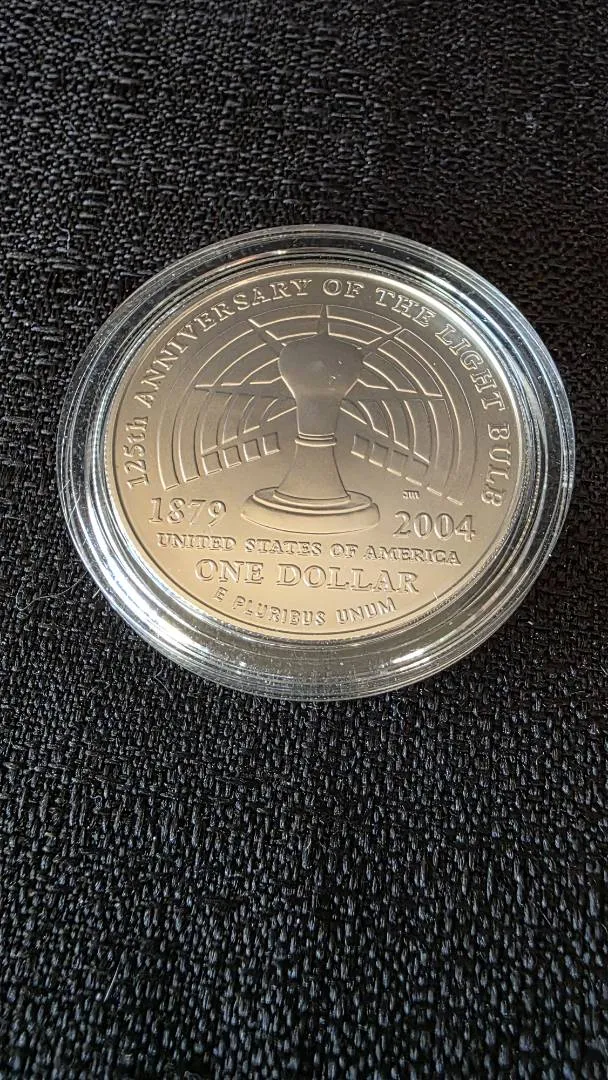 125th ANNIVERSARY OF THE LIGHT BULB
1879 2004
UNITED STATES OF AMERICA
ONE DOLLAR
E PLURIBUS UNUM